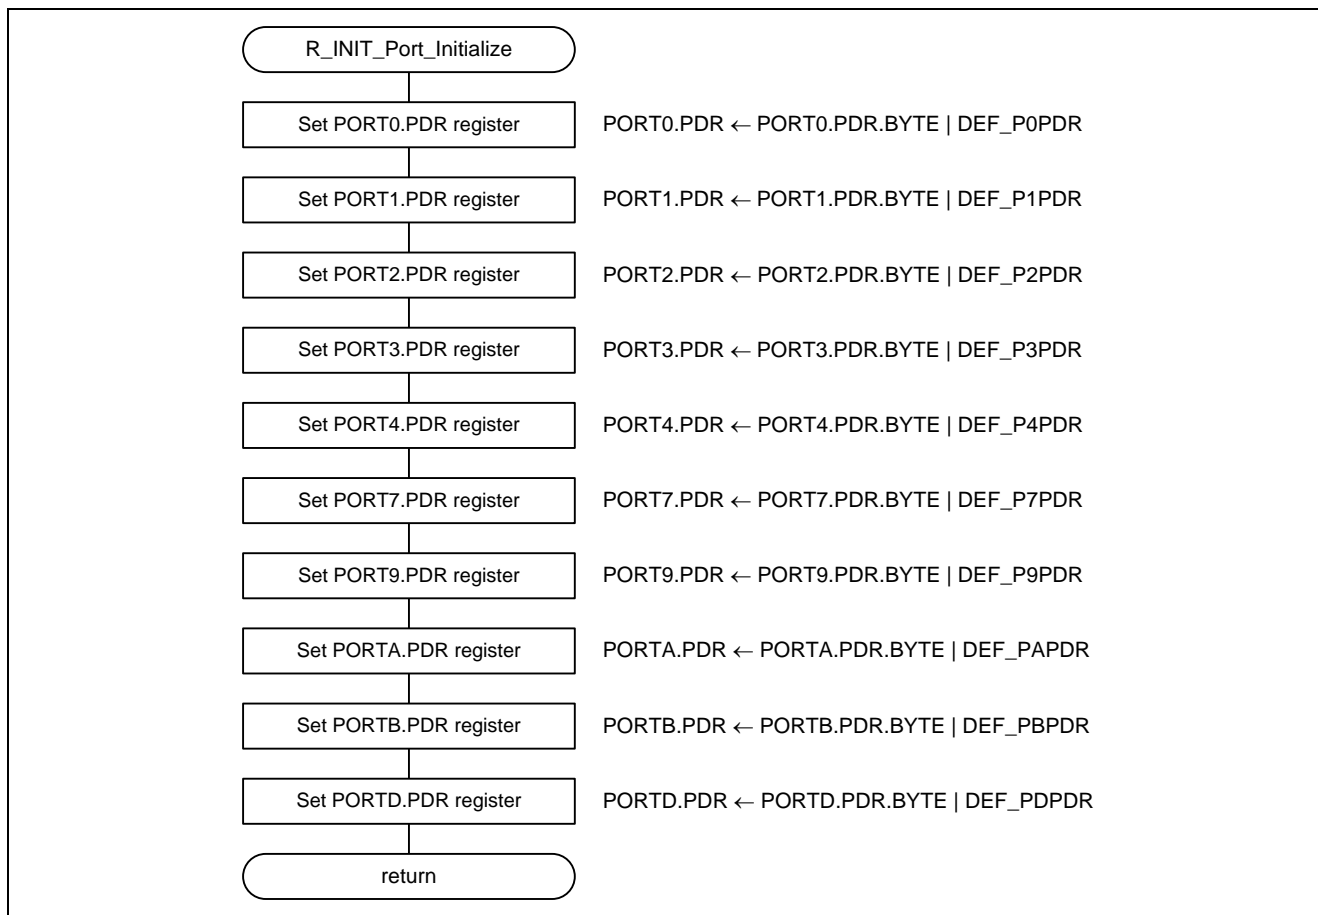 R_INIT_Port_Initialize
Set PORT0.PDR register PORT0.PDR ← PORT0.PDR.BYTE | DEF_P0PDR
Set PORT1.PDR register PORT1.PDR ← PORT1.PDR.BYTE | DEF_P1PDR
Set PORT2.PDR register PORT2.PDR ← PORT2.PDR.BYTE | DEF_P2PDR
Set PORT3.PDR register PORT3.PDR ← PORT3.PDR.BYTE | DEF_P3PDR
Set PORT4.PDR register PORT4.PDR ← PORT4.PDR.BYTE | DEF_P4PDR
Set PORT7.PDR register PORT7.PDR ← PORT7.PDR.BYTE | DEF_P7PDR
Set PORT9.PDR register PORT9.PDR ← PORT9.PDR.BYTE | DEF_P9PDR
Set PORTA.PDR register PORTA.PDR ← PORTA.PDR.BYTE | DEF_PAPDR
Set PORTB.PDR register PORTB.PDR ← PORTB.PDR.BYTE | DEF_PBPDR
Set PORTD.PDR register PORTD.PDR ← PORTD.PDR.BYTE | DEF_PDPDR
return